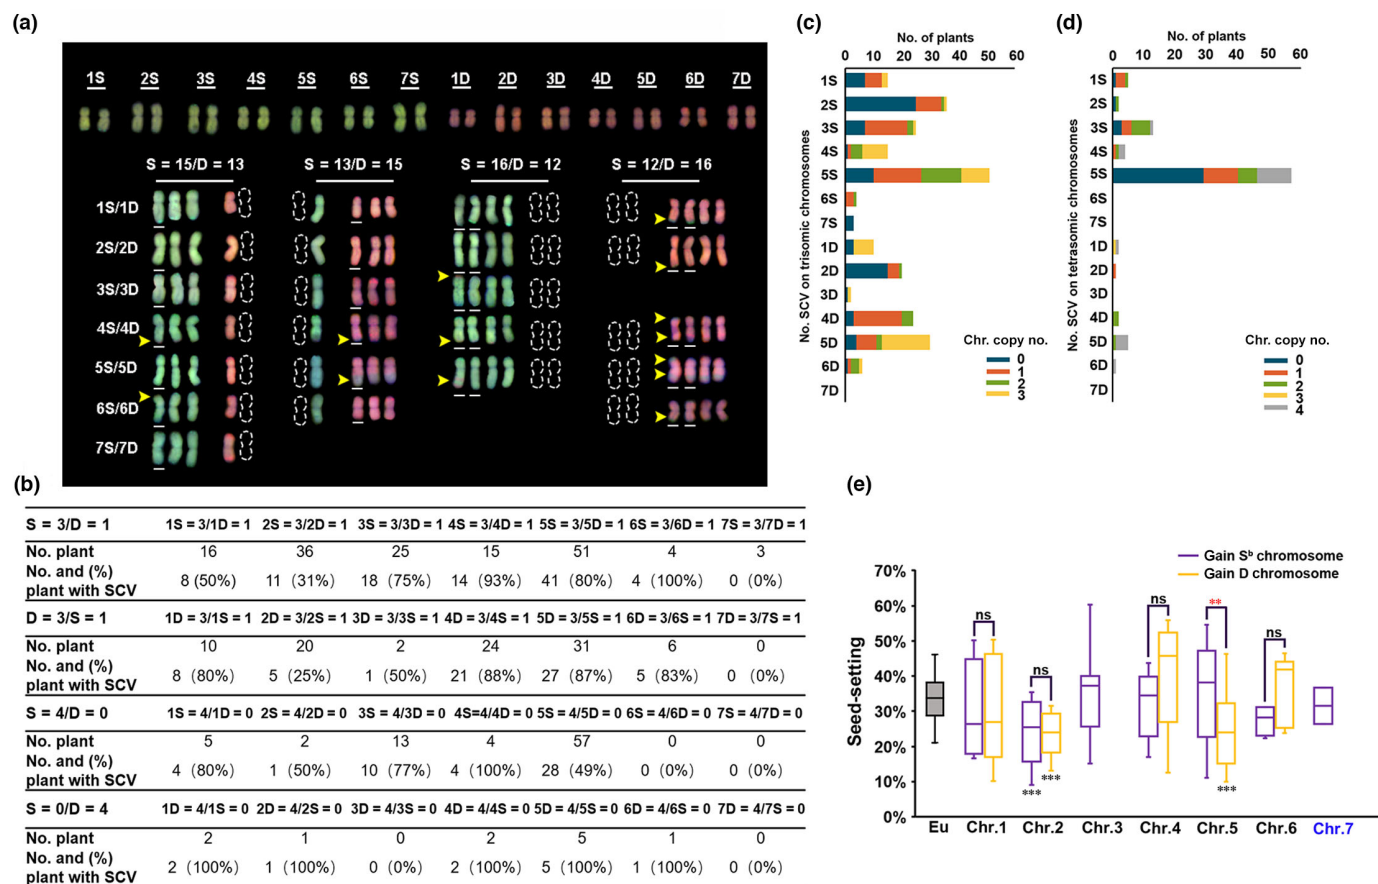 (a)
1S 2S 3S 4S 5S 6S 7S 1D 2D 3D 4D 5D 6D 7D
S = 15/D = 13 S = 13/D = 15 S = 16/D = 12 S = 12/D = 16
1S/1D
2S/2D
3S/3D
4S/4D
5S/5D
6S/6D
7S/7D
(b)
S = 3/D = 1 1S = 3/1D = 1 2S = 3/2D = 1 3S = 3/3D = 1 4S = 3/4D = 1 5S = 3/5D = 1 6S = 3/6D = 1 7S = 3/7D = 1
No. plant 16 36 25 15 51 4 3
No. and (%)
plant with SCV 8 (50%) 11 (31%) 18 (75%) 14 (93%) 41 (80%) 4 (100%) 0 (0%)
D = 3/S = 1 1D = 3/1S = 1 2D = 3/2S = 1 3D = 3/3S = 1 4D = 3/4S = 1 5D = 3/5S = 1 6D = 3/6S = 1 7D = 3/7S = 1
No. plant 10 20 2 24 31 6 0
No. and (%)
plant with SCV 8 (80%) 5 (25%) 1 (50%) 21 (88%) 27 (87%) 5 (83%) 0 (0%)
S = 4/D = 0 1S = 4/1D = 0 2S = 4/2D = 0 3S = 4/3D = 0 4S=4/4D = 0 5S = 4/5D = 0 6S = 4/6D = 0 7S = 4/7D = 0
No. plant 5 2 13 4 57 0 0
No. and (%)
plant with SCV 4 (80%) 1 (50%) 10 (77%) 4 (100%) 28 (49%) 0 (0%) 0 (0%)
S = 0/D = 4 1D = 4/1S = 0 2D = 4/2S = 0 3D = 4/3S = 0 4D = 4/4S = 0 5D = 4/5S = 0 6D = 4/6S = 0 7D = 4/7S = 0
No. plant 2 1 0 2 5 1 0
No. and (%)
plant with SCV 2 (100%) 1 (100%) 0 (0%) 2 (100%) 5 (100%) 1 (100%) 0 (0%)
(c)
No. of plants
0 10 20 30 40 50 60
No. SCV on trisomic chromosomes
1S
2S
3S
4S
5S
6S
7S
1D
2D
3D
4D
5D
6D
7D
Chr. copy no.
0
1
2
3
(d)
No. of plants
0 10 20 30 40 50 60
No. SCV on tetrasomic chromosomes
1S
2S
3S
4S
5S
6S
7S
1D
2D
3D
4D
5D
6D
7D
Chr. copy no.
0
1
2
3
4
(e)
Gain Sᵇ chromosome
Gain D chromosome
Seed-setting
70%
60%
50%
40%
30%
20%
10%
0%
ns ns ns ** ns
*** *** ***
Eu Chr.1 Chr.2 Chr.3 Chr.4 Chr.5 Chr.6 Chr.7